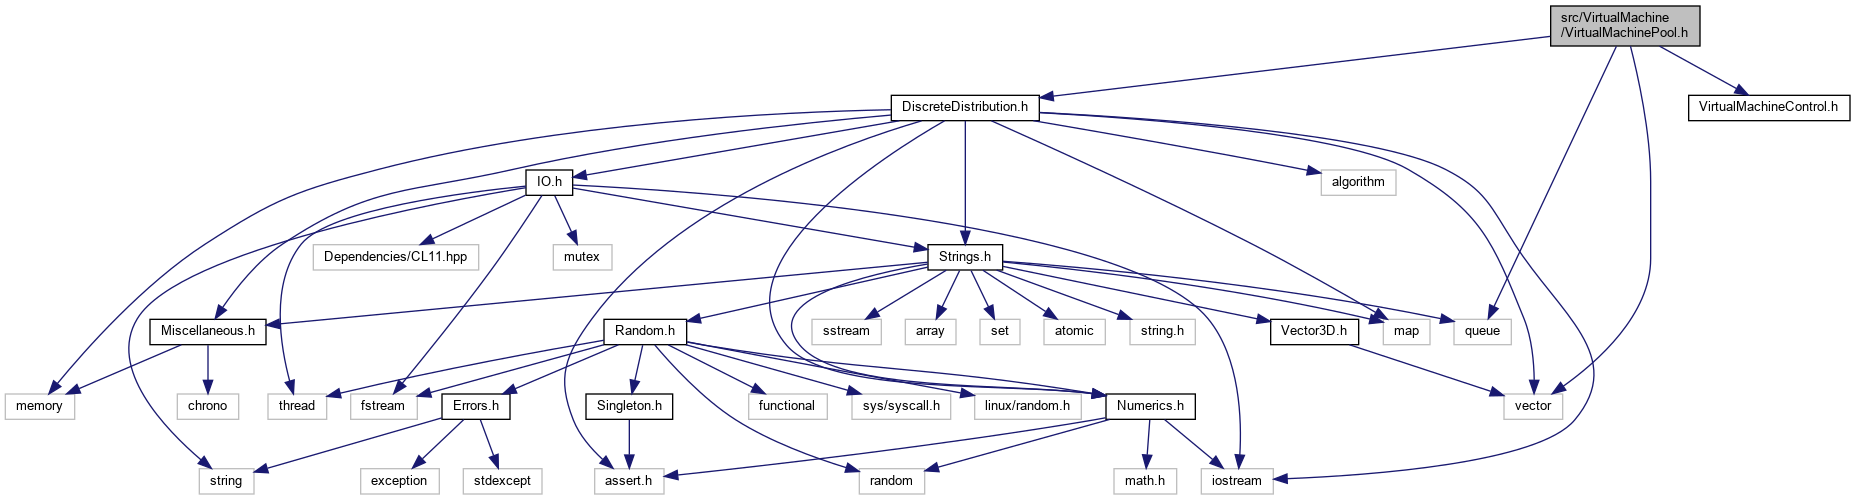 src/VirtualMachine
/VirtualMachinePool.h
DiscreteDistribution.h
VirtualMachineControl.h
IO.h
algorithm
Dependencies/CL11.hpp
mutex
Strings.h
Miscellaneous.h
Random.h
sstream
array
set
atomic
string.h
Vector3D.h
map
queue
memory
chrono
thread
fstream
Errors.h
Singleton.h
functional
sys/syscall.h
linux/random.h
Numerics.h
vector
string
exception
stdexcept
assert.h
random
math.h
iostream